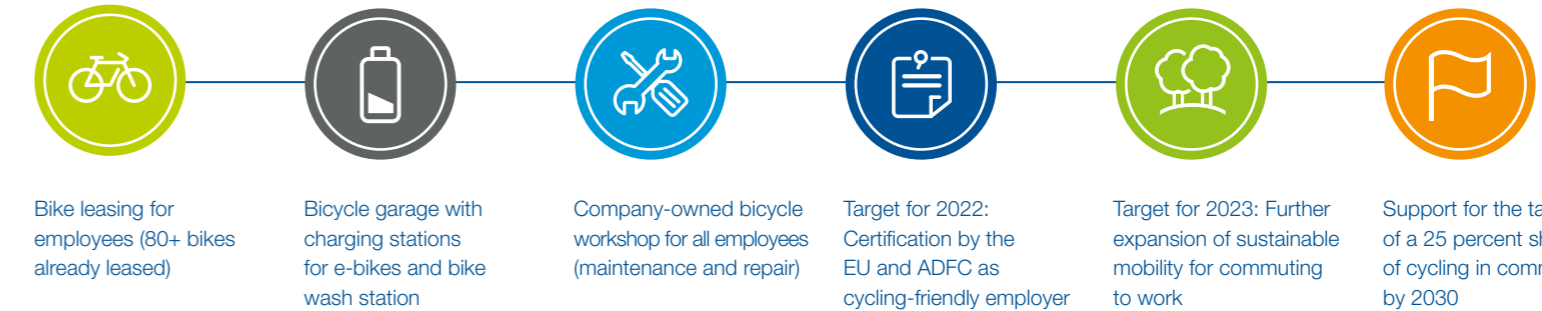 Bike leasing for
employees (80+ bikes
already leased)
Bicycle garage with
charging stations
for e-bikes and bike
wash station
Company-owned bicycle
workshop for all employees
(maintenance and repair)
Target for 2022:
Certification by the
EU and ADFC as
cycling-friendly employer
Target for 2023: Further
expansion of sustainable
mobility for commuting
to work
Support for the
of a 25 percent
of cycling in
by 2030